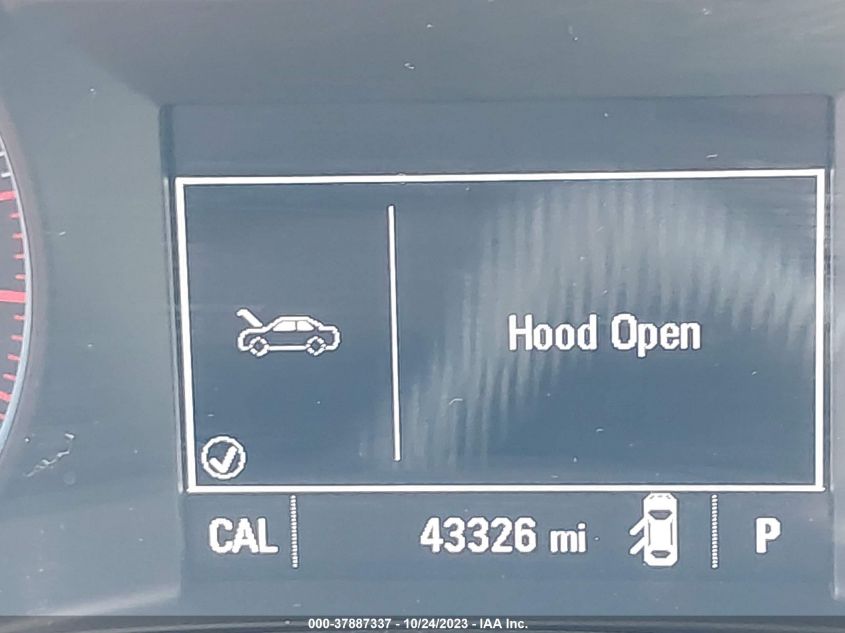 Hood Open
CAL 43326 mi P
000-37887337 - 10/24/2023 - IAA Inc.